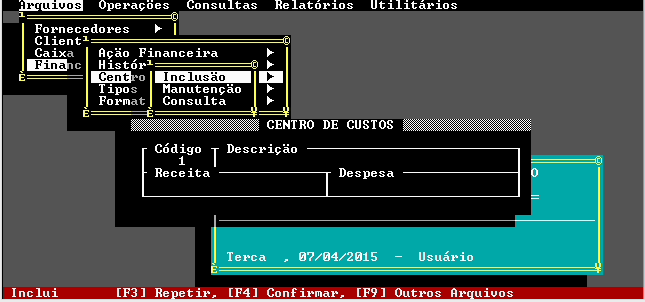 Arquivos Operações Consultas Relatórios Utilitários
Fornecedores
Client
Caixa
Financ
Ação Financeira
Histór
Centro
Tipos
Format
Inclusão
Manutenção
Consulta
CENTRO DE CUSTOS
Código Descrição
1
Receita Despesa
O
Terca , 07/04/2015 - Usuário
Inclui [F3] Repetir, [F4] Confirmar, [F9] Outros Arquivos